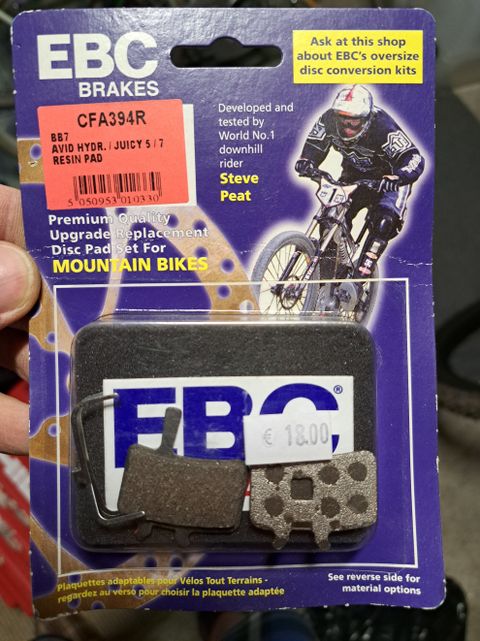 EBC
BRAKES
Ask at this shop
about EBC's oversize
disc conversion kits
CFA394R
BB7
AVID HYDR. / JUICY 5 / 7
RESIN PAD
5 050953 010330
Developed and
tested by
World No.1
downhill
rider
Steve
Peat
Premium Quality
Upgrade Replacement
Disc Pad Set For
MOUNTAIN BIKES
EBC®
€ 18.00
Plaquettes adaptables pour Vélos Tout Terrains -
regardez au verso pour choisir la plaquette adaptée
See reverse side for
material options